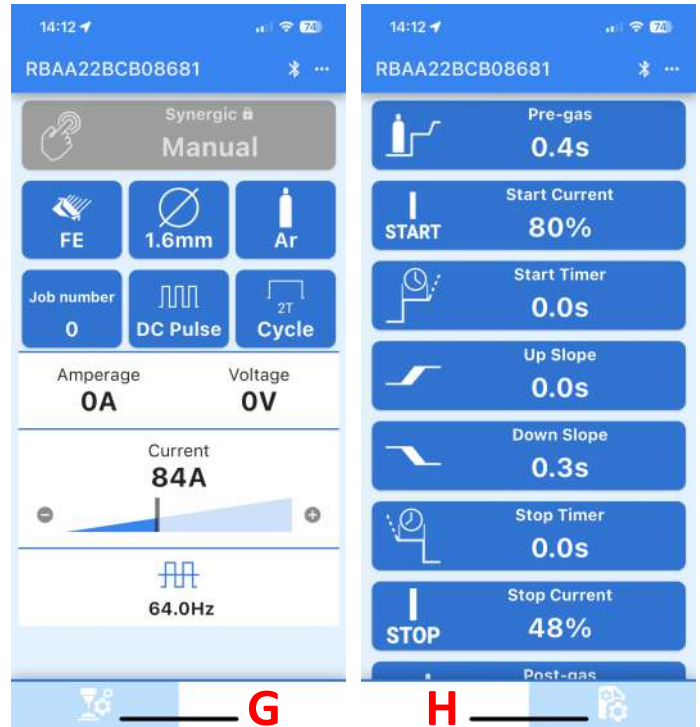 14:12
74
RBAA22BCB08681
Synergic
Manual
FE
1.6mm
Ar
Job number
0
DC Pulse
2T
Cycle
Amperage
0A
Voltage
0V
Current
84A
64.0Hz
G
14:12
74
RBAA22BCB08681
Pre-gas
0.4s
START
Start Current
80%
Start Timer
0.0s
Up Slope
0.0s
Down Slope
0.3s
Stop Timer
0.0s
STOP
Stop Current
48%
Post-gas
H